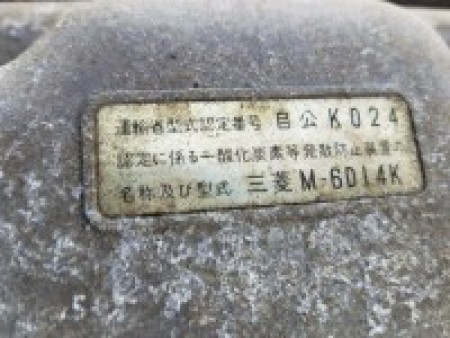 運輸省型式認定番号 自公K024
認定に係る一酸化炭素等発散防止装置の
名称及び型式 三菱 M-6D14K